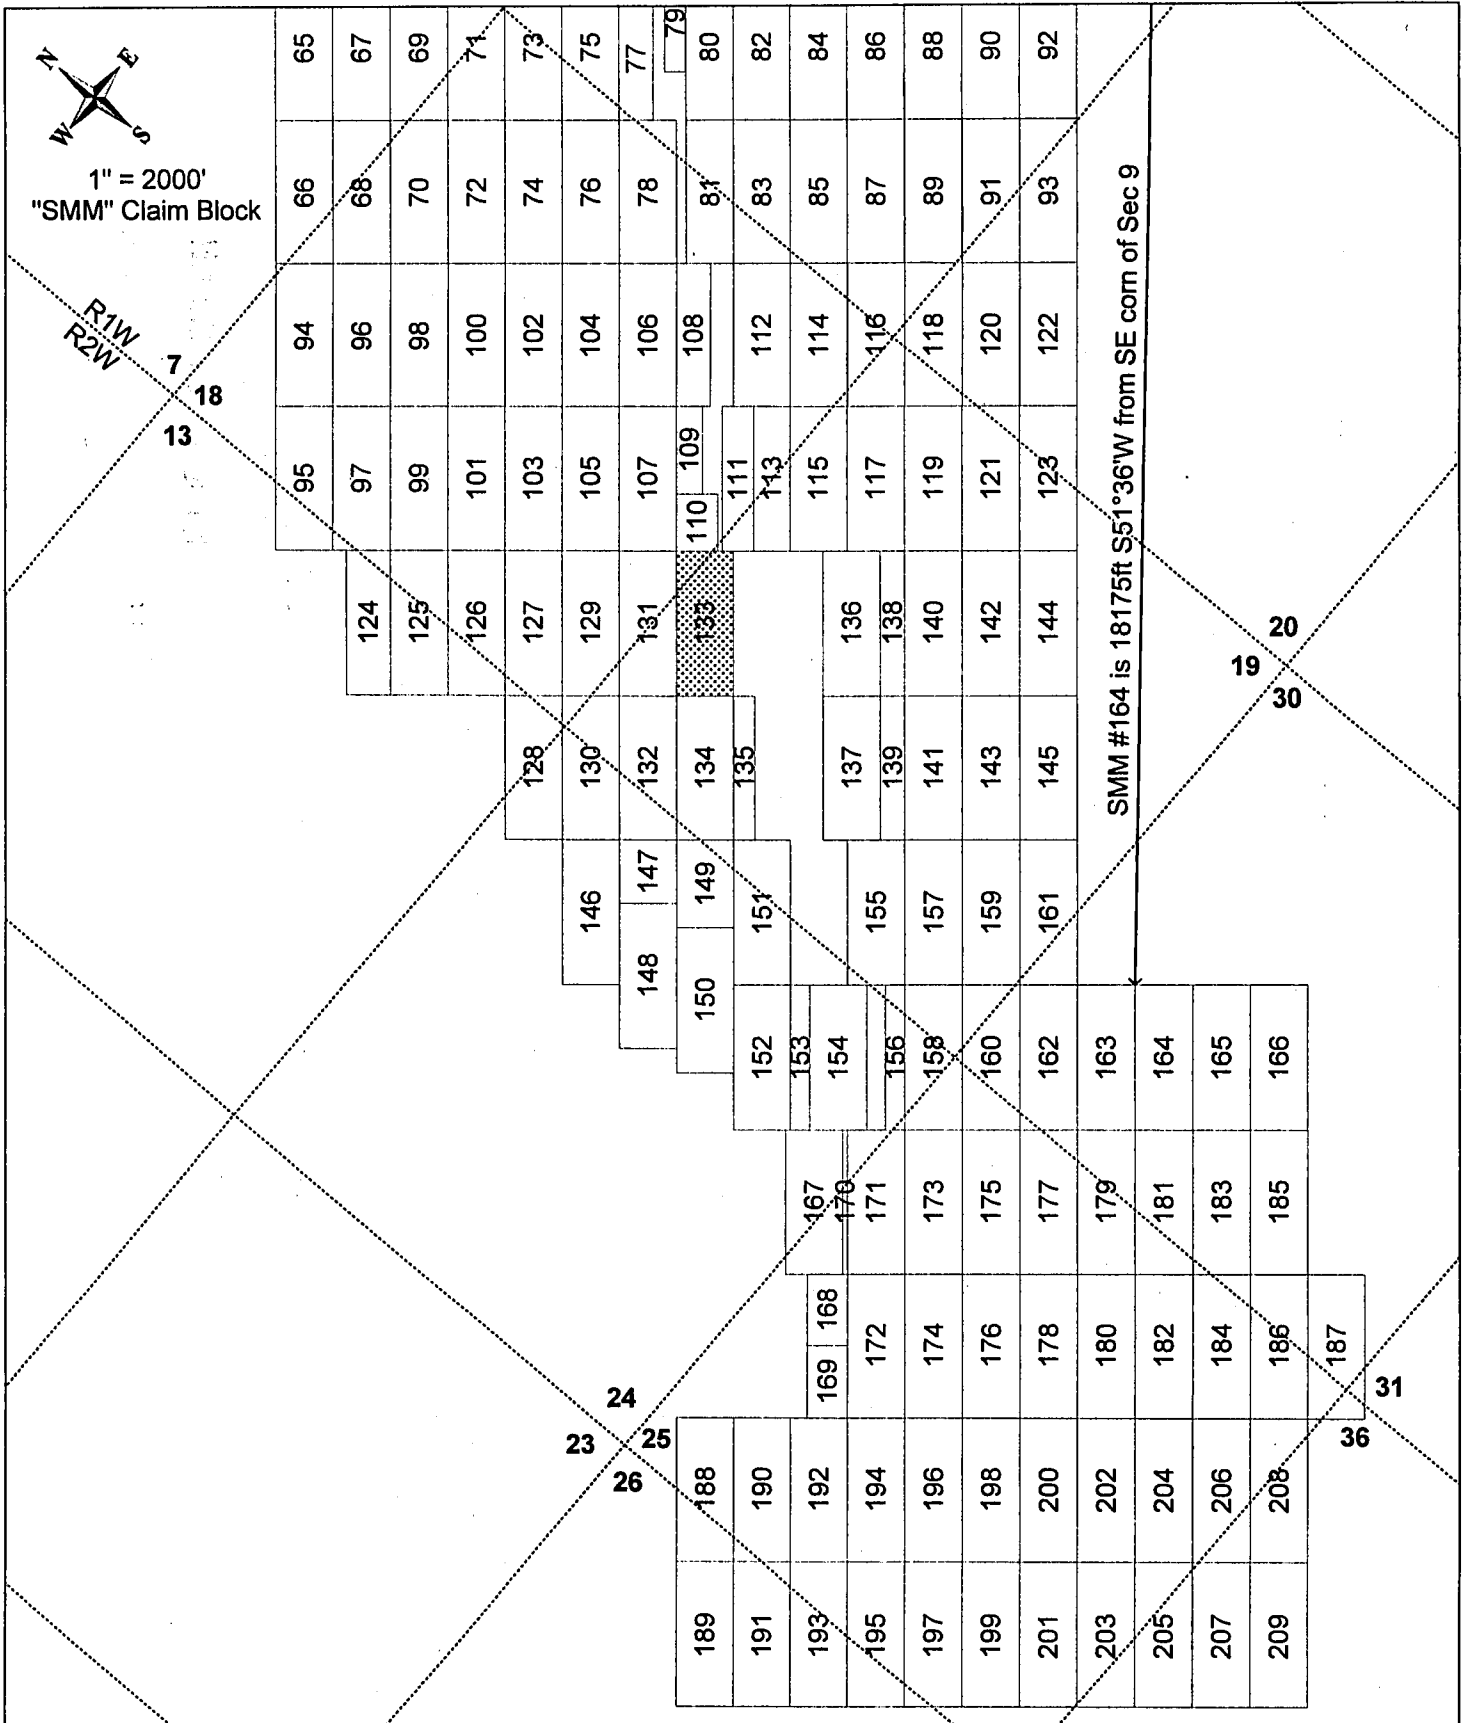 N E
W S
1" = 2000'
"SMM" Claim Block
65 67 69 71 73 75 77 79 80 82 84 86 88 90 92
66 68 70 72 74 76 78 81 83 85 87 89 91 93
SMM #164 is 18175ft S51°36'W from SE corn of Sec 9
R1W
R2W
94 96 98 100 102 104 106 108 112 114 116 118 120 122
7
18
13
95 97 99 101 103 105 107 109 111 113 115 117 119 121 123
110
124 125 126 127 129 131 133 136 138 140 142 144
20
19
30
128 130 132 134 135 137 139 141 143 145
147 149
146 151 155 157 159 161
148 150
152 153 154 156 158 160 162 163 164 165 166
167 170 171 173 175 177 179 181 183 185
168
172 174 176 178 180 182 184 186 187
169
24
31
23 25
36
26
188 190 192 194 196 198 200 202 204 206 208
189 191 193 195 197 199 201 203 205 207 209